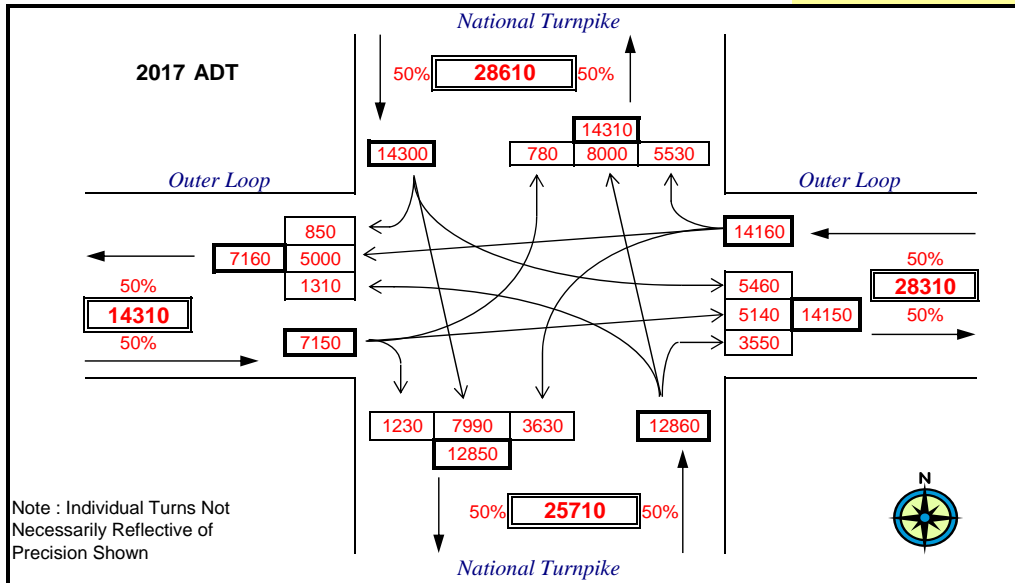 National Turnpike
2017 ADT
50% 28610 50%
14310
14300 780 8000 5530
Outer Loop Outer Loop
850
7160 5000
1310
14160
50% 50%
14310 28310
50% 50%
5460
5140 14150
3550
7150
1230 7990 3630
12850
12860
50% 25710 50%
N
Note : Individual Turns Not
Necessarily Reflective of
Precision Shown
National Turnpike